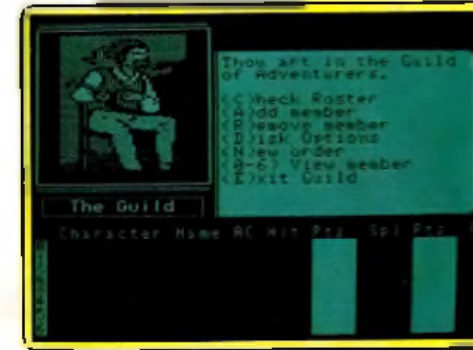 Thou art in the Guild
of Adventurers.
(C)heck Roster
(A)dd member
(R)emove member
(D)isk Options
(N)ew order
(0-6) View member
(E)xit Guild
The Guild
Character Name AC Hit Pts Spl Pts